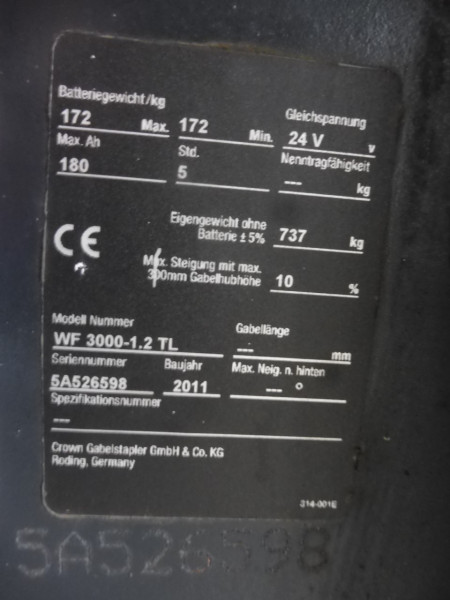 Batteriegewicht/kg
172 Max. 172 Min.
Gleichspannung
24 V v
Max. Ah
180
Std.
5
Nenntragfähigkeit
--- kg
Eigengewicht ohne
Batterie ± 5% 737 kg
CE
Max. Steigung mit max.
300mm Gabelhubhöhe 10 %
Modell Nummer
WF 3000-1.2 TL
Gabellänge
--- mm
Seriennummer
5A526598
Baujahr
2011
Max. Neig. n. hinten
--- °
Spezifikationsnummer
---
Crown Gabelstapler GmbH & Co. KG
Roding, Germany
314-001E
5A526598